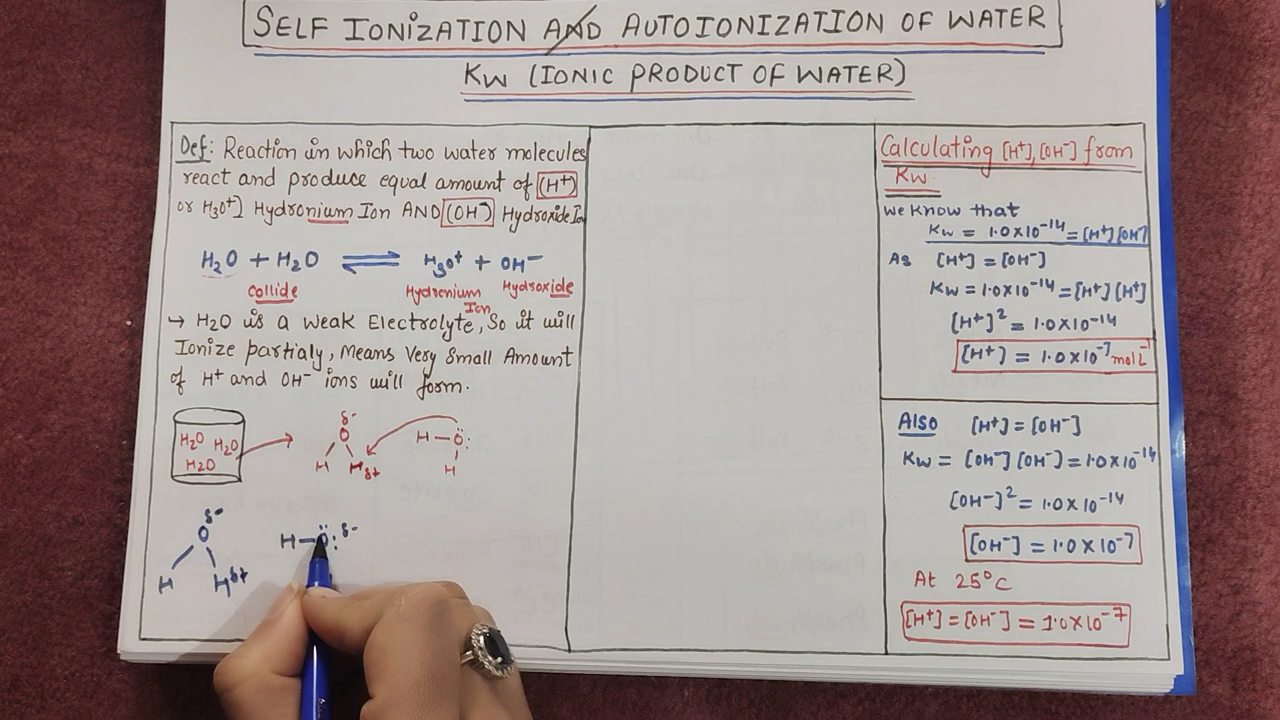 SELF IONIZATION AND AUTOIONIZATION OF WATER
KW (IONIC PRODUCT OF WATER)
Def: Reaction in which two water molecules
react and produce equal amount of (H⁺)
or H₃O⁺] Hydronium Ion AND (OH⁻) Hydroxide Io
H₂O + H₂O ⇌ H₃O⁺ + OH⁻
Collide Hydronium Ion Hydroxide
→ H₂O is a weak Electrolyte, So it will
Ionize partialy, Means Very Small Amount
of H⁺ and OH⁻ ions will form.
H₂O H₂O
H₂O
δ-
O H–Ö:
H H δ+ H
δ-
O H–Ö: δ-
H H δ+
Calculating [H⁺], [OH⁻] from
KW
We know that
KW = 1.0×10⁻¹⁴ = [H⁺] [OH⁻]
As [H⁺] = [OH⁻]
KW = 1.0×10⁻¹⁴ = [H⁺] [H⁺]
[H⁺]² = 1.0×10⁻¹⁴
[H⁺] = 1.0×10⁻⁷ mol L⁻¹
Also [H⁺] = [OH⁻]
KW = [OH⁻] [OH⁻] = 1.0×10⁻¹⁴
[OH⁻]² = 1.0×10⁻¹⁴
[OH⁻] = 1.0×10⁻⁷
At 25°C
[H⁺] = [OH⁻] = 1.0×10⁻⁷